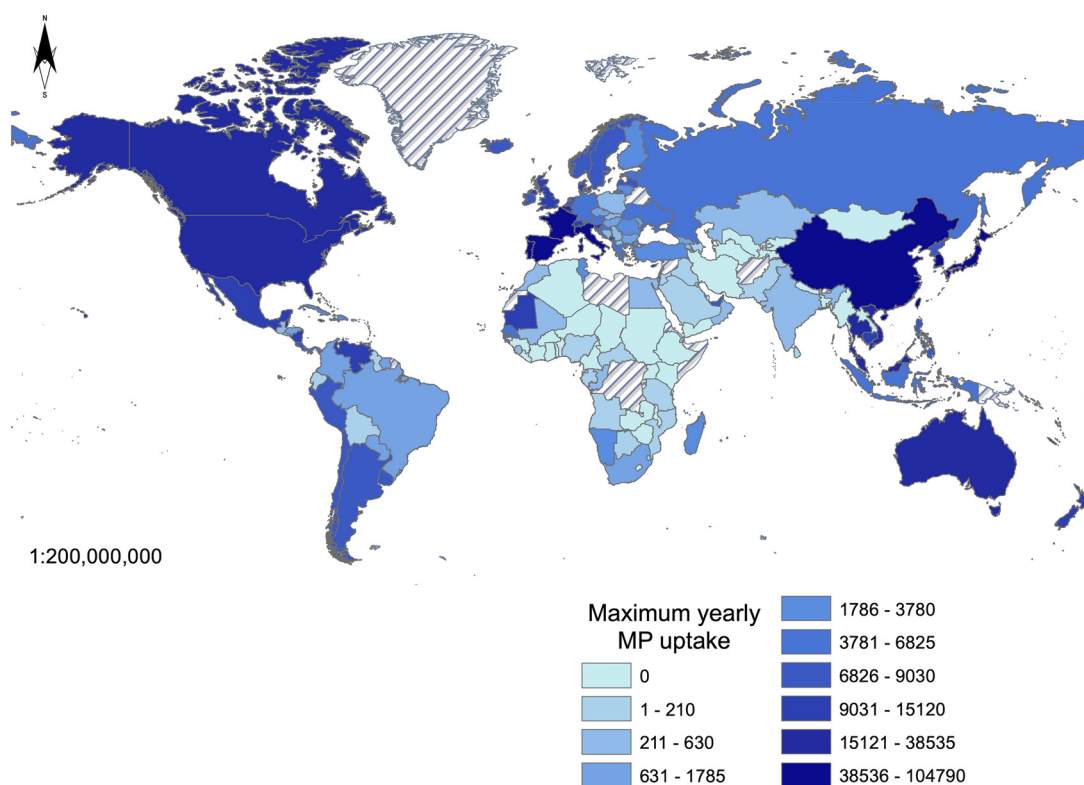 N
S
1:200,000,000
Maximum yearly
MP uptake
0
1 - 210
211 - 630
631 - 1785
1786 - 3780
3781 - 6825
6826 - 9030
9031 - 15120
15121 - 38535
38536 - 104790